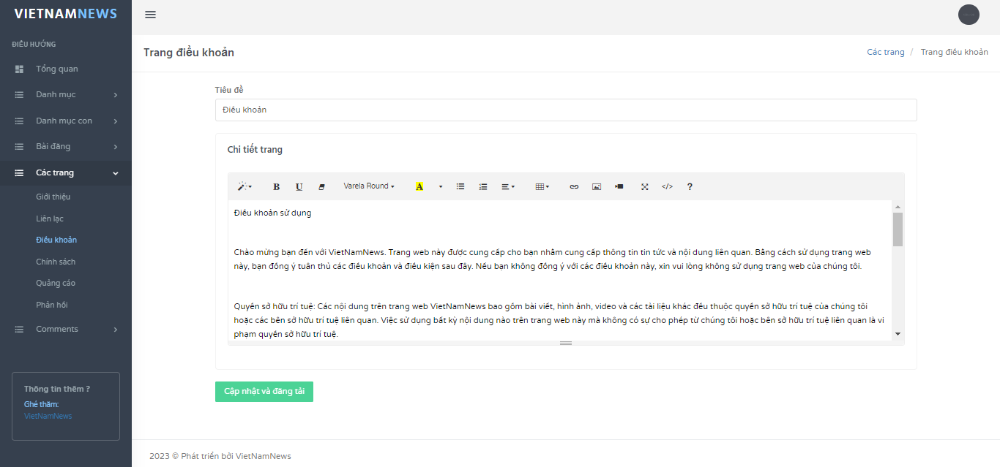 VIETNAMNEWS
ĐIỀU HƯỚNG
Tổng quan
Danh mục
Danh mục con
Bài đăng
Các trang
Giới thiệu
Liên lạc
Điều khoản
Chính sách
Quảng cáo
Phản hồi
Comments
Thông tin thêm ?
Ghé thăm:
VietNamNews
Trang điều khoản
Các trang / Trang điều khoản
Tiêu đề
Điều khoản
Chi tiết trang
B U Varela Round A </> ?
Điều khoản sử dụng
Chào mừng bạn đến với VietNamNews. Trang web này được cung cấp cho bạn nhằm cung cấp thông tin tin tức và nội dung liên quan. Bằng cách sử dụng trang web
này, bạn đồng ý tuân thủ các điều khoản và điều kiện sau đây. Nếu bạn không đồng ý với các điều khoản này, xin vui lòng không sử dụng trang web của chúng tôi.
Quyền sở hữu trí tuệ: Các nội dung trên trang web VietNamNews bao gồm bài viết, hình ảnh, video và các tài liệu khác đều thuộc quyền sở hữu trí tuệ của chúng tôi
hoặc các bên sở hữu trí tuệ liên quan. Việc sử dụng bất kỳ nội dung nào trên trang web này mà không có sự cho phép từ chúng tôi hoặc bên sở hữu trí tuệ liên quan là vi
phạm quyền sở hữu trí tuệ.
Cập nhật và đăng tải
2023 © Phát triển bởi VietNamNews